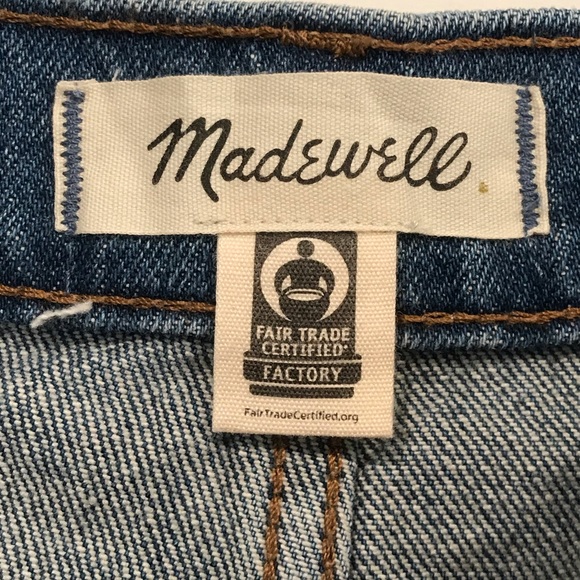 Madewell
FAIR TRADE
CERTIFIED
FACTORY
FairTradeCertified.org